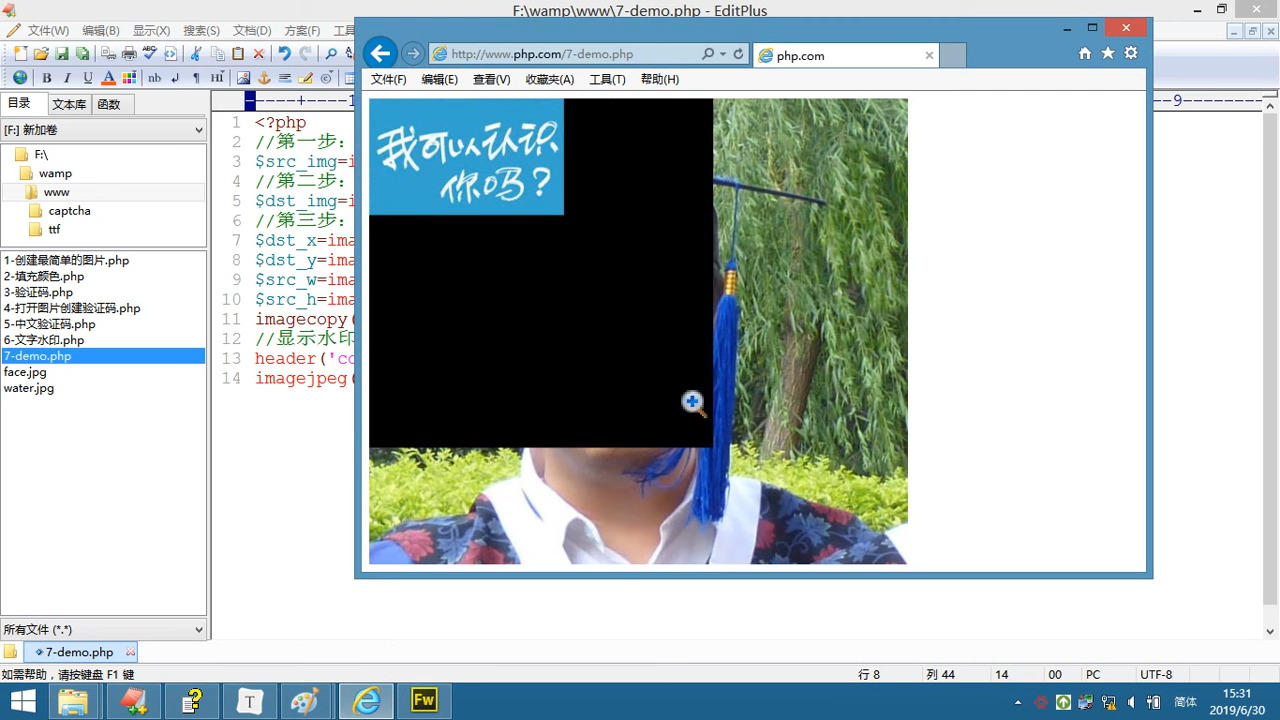 F:\wamp\www\7-demo.php - EditPlus
文件(W) 编辑(B) 显示(X) 搜索(S) 文档(D) 方案(F) 工具
B I U A nb HI
目录 文本库 函数
[F:] 新加卷
F:\
wamp
www
captcha
ttf
1-创建最简单的图片.php
2-填充颜色.php
3-验证码.php
4-打开图片创建验证码.php
5-中文验证码.php
6-文字水印.php
7-demo.php
face.jpg
water.jpg
所有文件 (*.*)
----+----1
9
1 <?php
2 //第一步:
3 $src_img=i
4 //第二步:
5 $dst_img=i
6 //第三步:
7 $dst_x=ima
8 $dst_y=ima
9 $src_w=ima
10 $src_h=ima
11 imagecopy(
12 //显示水印
13 header('co
14 imagejpeg(
http://www.php.com/7-demo.php
php.com
文件(F) 编辑(E) 查看(V) 收藏夹(A) 工具(T) 帮助(H)
我可以认识
你吗?
7-demo.php
如需帮助，请按键盘 F1 键
行 8 列 44 14 00 PC UTF-8
T Fw
简体
15:31
2019/6/30